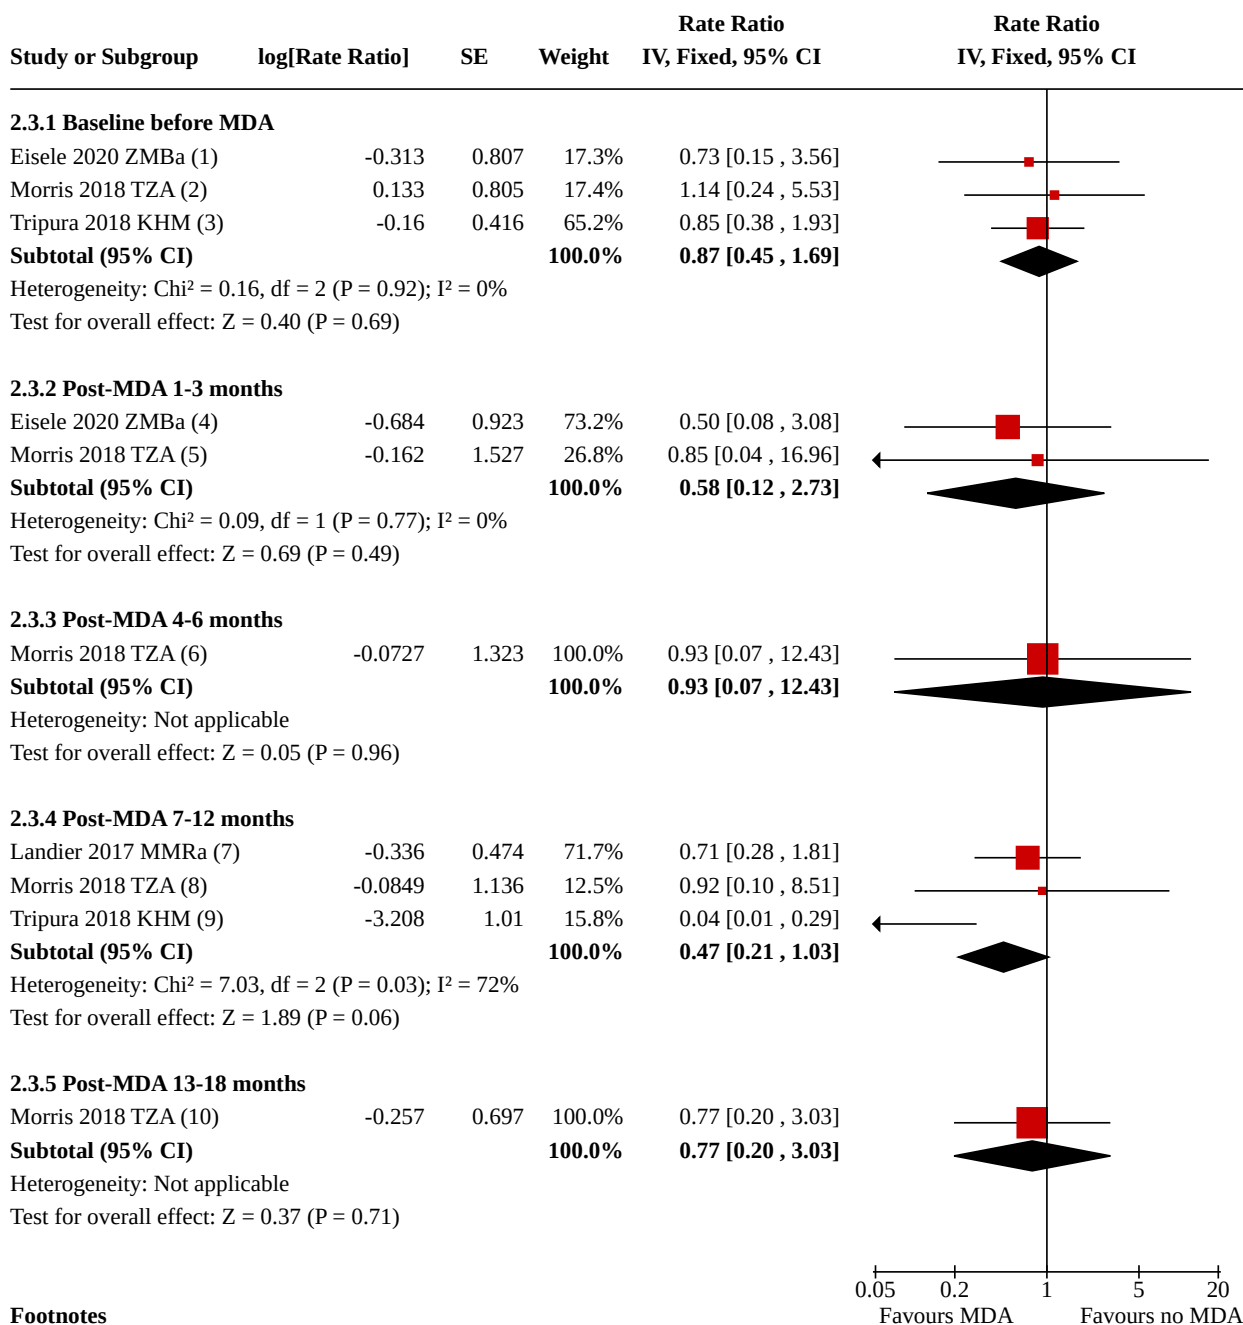 Rate Ratio Rate Ratio
Study or Subgroup log[Rate Ratio] SE Weight IV, Fixed, 95% CI IV, Fixed, 95% CI
2.3.1 Baseline before MDA
Eisele 2020 ZMBa (1) -0.313 0.807 17.3% 0.73 [0.15 , 3.56]
Morris 2018 TZA (2) 0.133 0.805 17.4% 1.14 [0.24 , 5.53]
Tripura 2018 KHM (3) -0.16 0.416 65.2% 0.85 [0.38 , 1.93]
Subtotal (95% CI) 100.0% 0.87 [0.45 , 1.69]
Heterogeneity: Chi² = 0.16, df = 2 (P = 0.92); I² = 0%
Test for overall effect: Z = 0.40 (P = 0.69)
2.3.2 Post-MDA 1-3 months
Eisele 2020 ZMBa (4) -0.684 0.923 73.2% 0.50 [0.08 , 3.08]
Morris 2018 TZA (5) -0.162 1.527 26.8% 0.85 [0.04 , 16.96]
Subtotal (95% CI) 100.0% 0.58 [0.12 , 2.73]
Heterogeneity: Chi² = 0.09, df = 1 (P = 0.77); I² = 0%
Test for overall effect: Z = 0.69 (P = 0.49)
2.3.3 Post-MDA 4-6 months
Morris 2018 TZA (6) -0.0727 1.323 100.0% 0.93 [0.07 , 12.43]
Subtotal (95% CI) 100.0% 0.93 [0.07 , 12.43]
Heterogeneity: Not applicable
Test for overall effect: Z = 0.05 (P = 0.96)
2.3.4 Post-MDA 7-12 months
Landier 2017 MMRa (7) -0.336 0.474 71.7% 0.71 [0.28 , 1.81]
Morris 2018 TZA (8) -0.0849 1.136 12.5% 0.92 [0.10 , 8.51]
Tripura 2018 KHM (9) -3.208 1.01 15.8% 0.04 [0.01 , 0.29]
Subtotal (95% CI) 100.0% 0.47 [0.21 , 1.03]
Heterogeneity: Chi² = 7.03, df = 2 (P = 0.03); I² = 72%
Test for overall effect: Z = 1.89 (P = 0.06)
2.3.5 Post-MDA 13-18 months
Morris 2018 TZA (10) -0.257 0.697 100.0% 0.77 [0.20 , 3.03]
Subtotal (95% CI) 100.0% 0.77 [0.20 , 3.03]
Heterogeneity: Not applicable
Test for overall effect: Z = 0.37 (P = 0.71)
0.05 0.2 1 5 20
Footnotes Favours MDA Favours no MDA